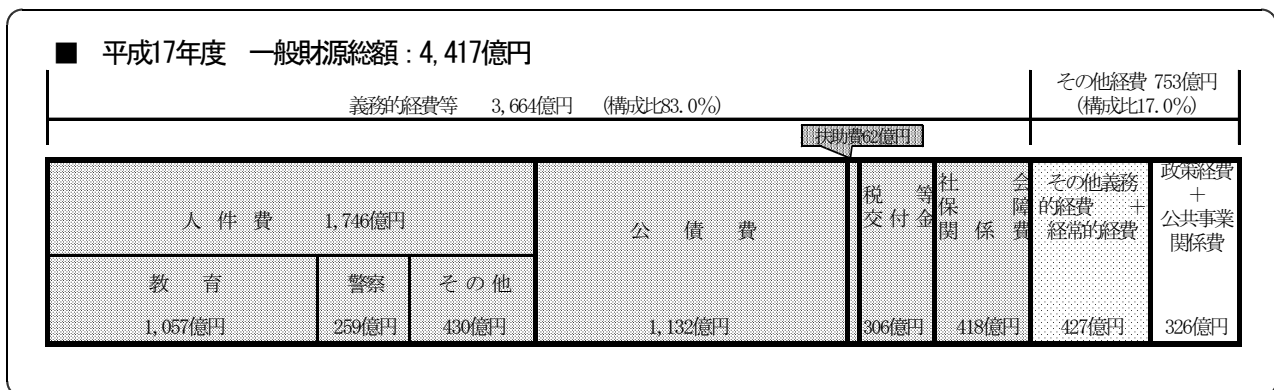 ■ 平成17年度 一般財源総額：4,417億円
義務的経費等 3,664億円 （構成比83.0%）
その他経費 753億円
（構成比17.0%）
扶助費62億円
人件費 1,746億円
教育
1,057億円
警察
259億円
その他
430億円
公債費
1,132億円
税等
交付金
306億円
社会
保障
関係費
418億円
その他義務
的経費 ＋
経常的経費
427億円
政策経費
＋
公共事業
関係費
326億円